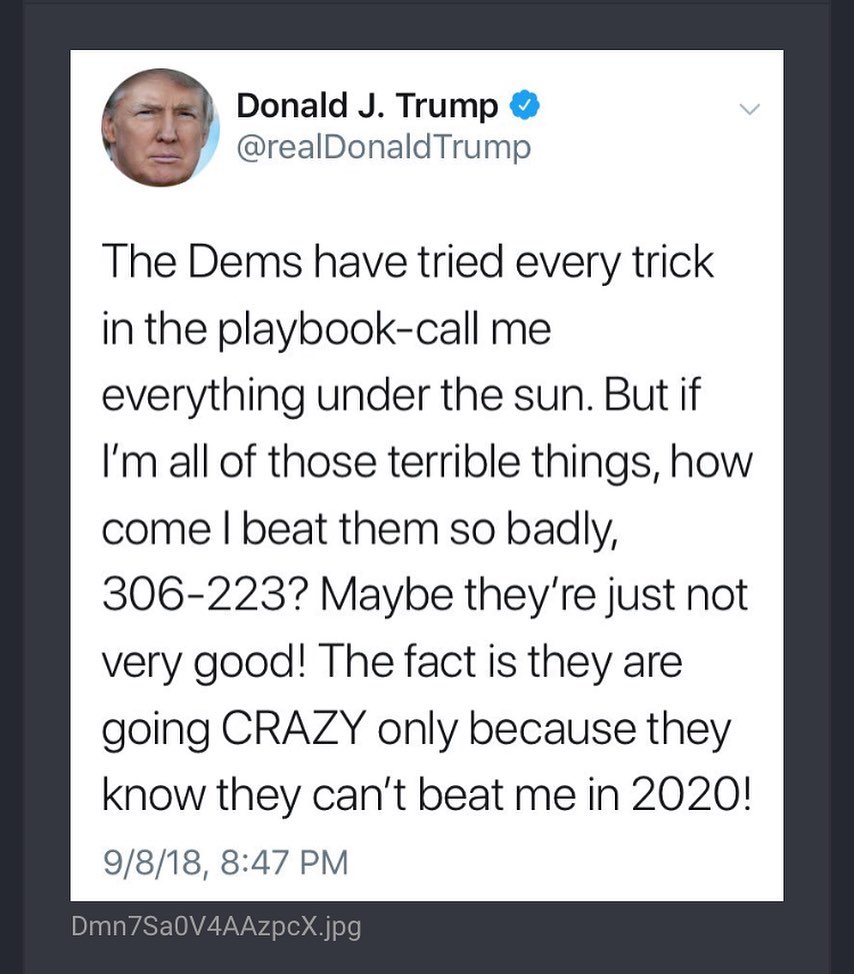 Donald J. Trump
@realDonaldTrump
The Dems have tried every trick
in the playbook-call me
everything under the sun. But if
I'm all of those terrible things, how
come I beat them so badly,
306-223? Maybe they're just not
very good! The fact is they are
going CRAZY only because they
know they can't beat me in 2020!
9/8/18, 8:47 PM
Dmn7Sa0V4AAzpcX.jpg